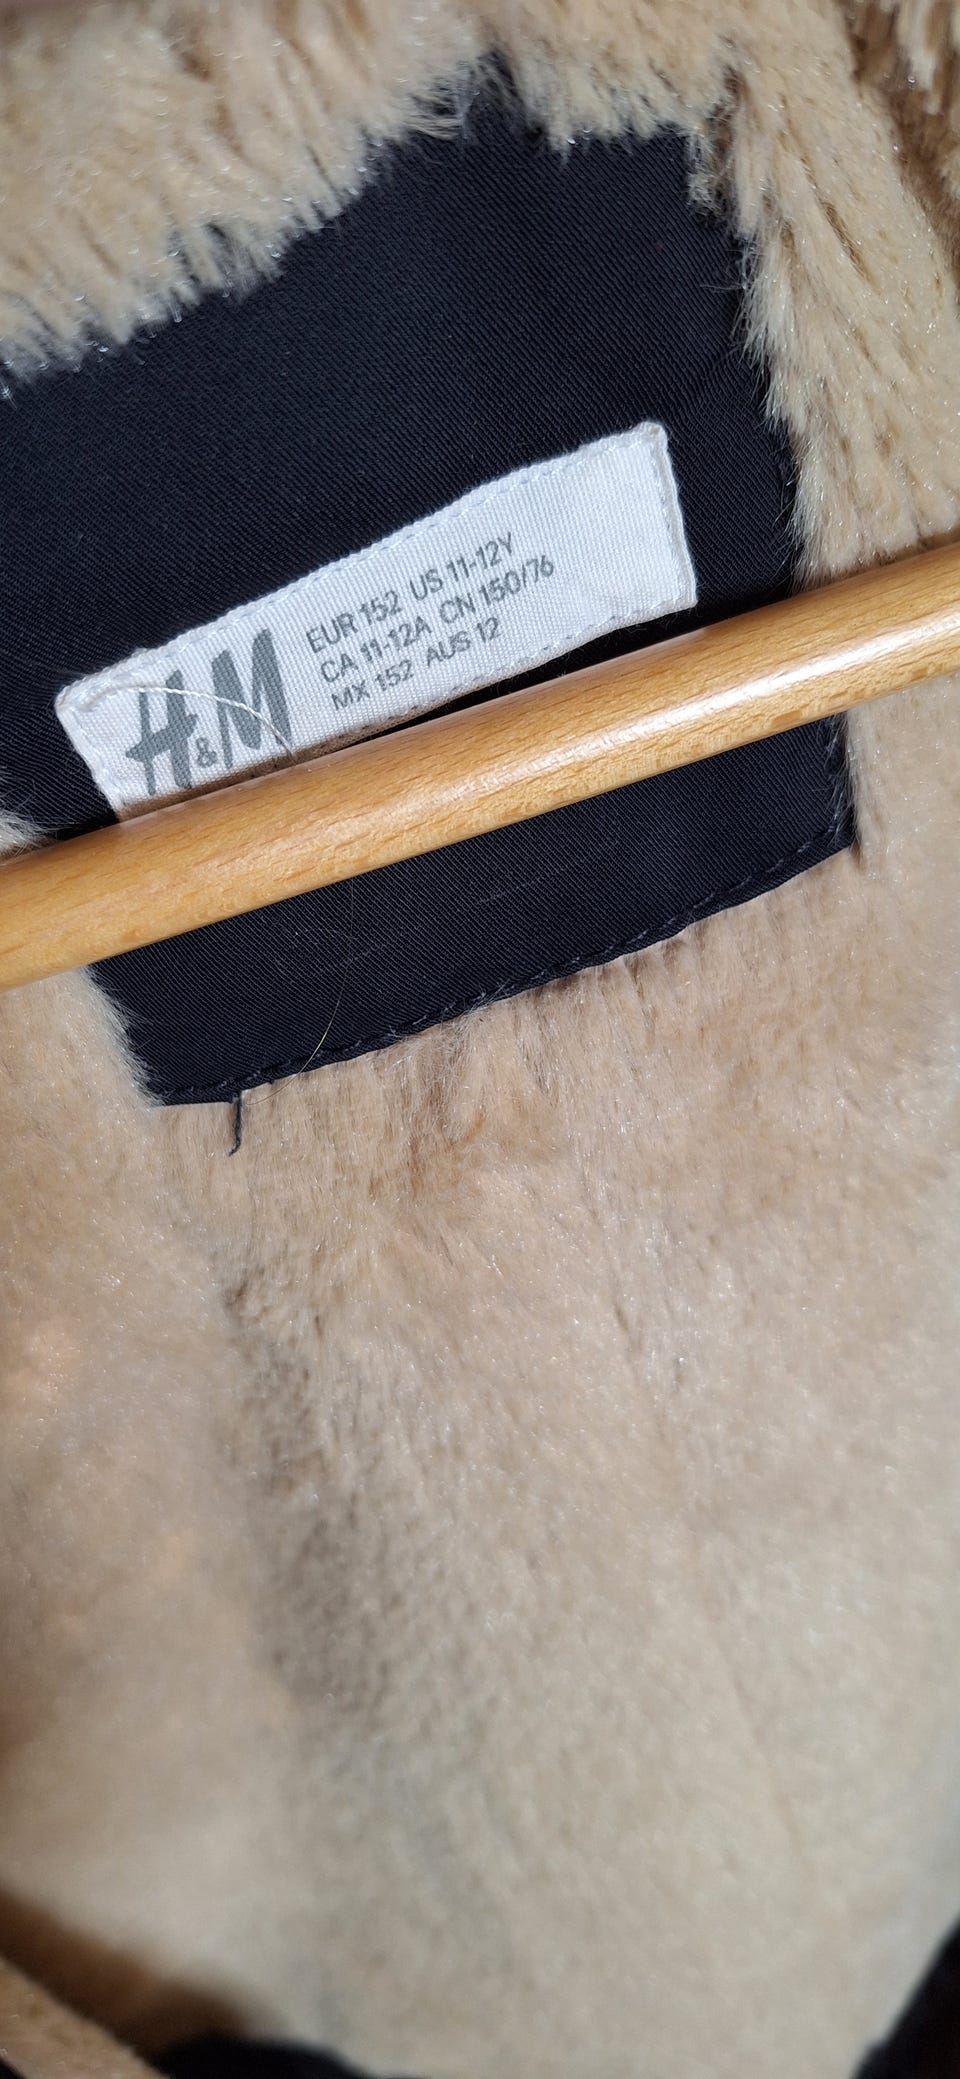 H&M
EUR 152 US 11-12Y
CA 11-12A CN 150/76
MX 152 AUS 12